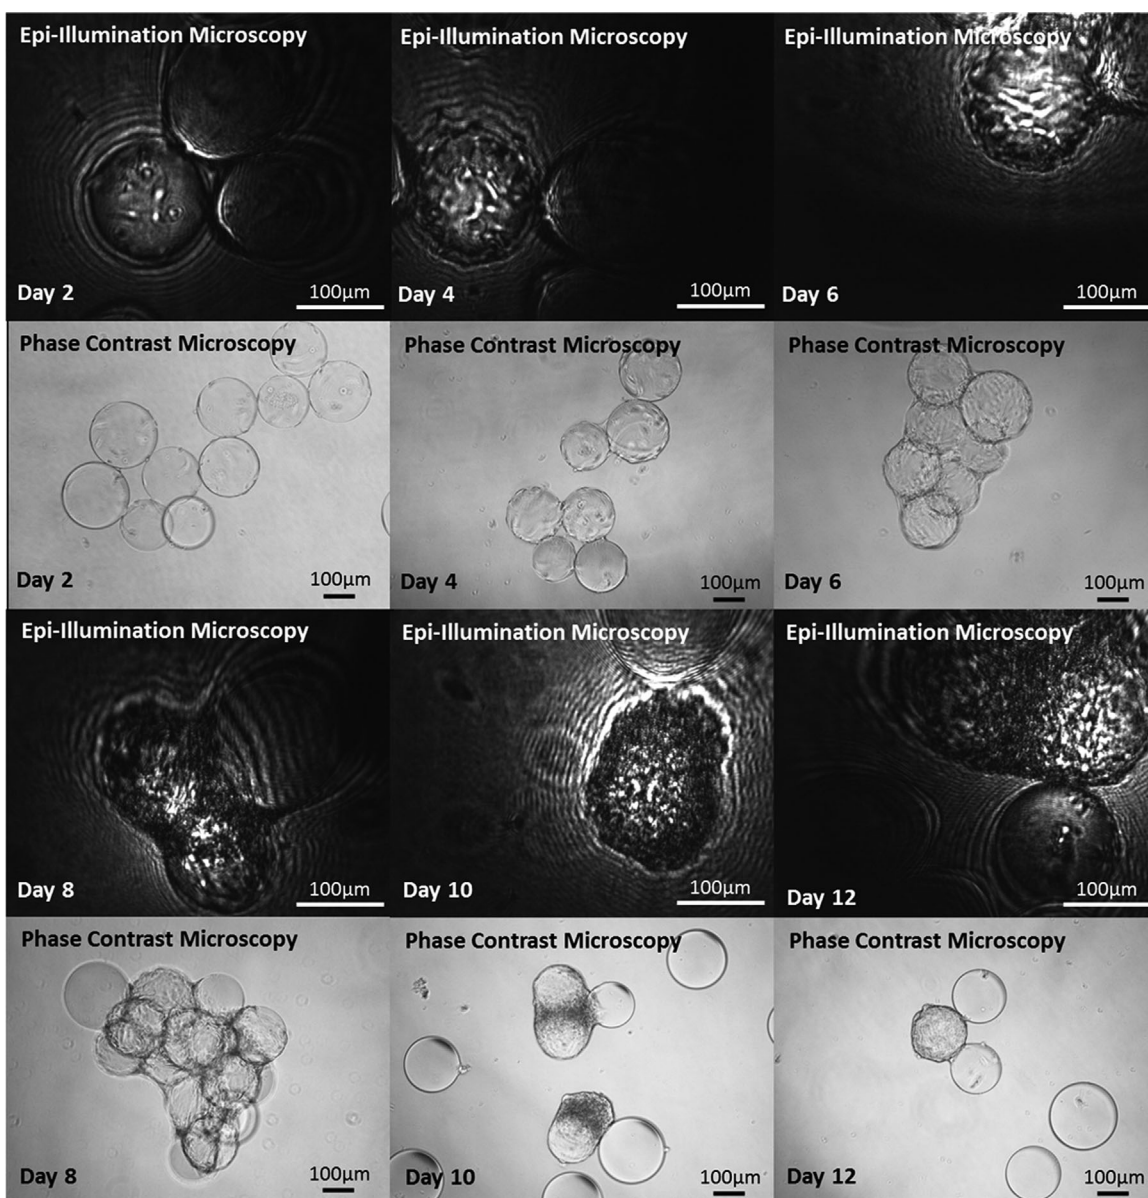 Epi-Illumination Microscopy
Day 2
100μm
Epi-Illumination Microscopy
Day 4
100μm
Epi-Illumination Microscopy
Day 6
100μm
Phase Contrast Microscopy
Day 2
100μm
Phase Contrast Microscopy
Day 4
100μm
Phase Contrast Microscopy
Day 6
100μm
Epi-Illumination Microscopy
Day 8
100μm
Epi-Illumination Microscopy
Day 10
100μm
Epi-Illumination Microscopy
Day 12
100μm
Phase Contrast Microscopy
Day 8
100μm
Phase Contrast Microscopy
Day 10
100μm
Phase Contrast Microscopy
Day 12
100μm